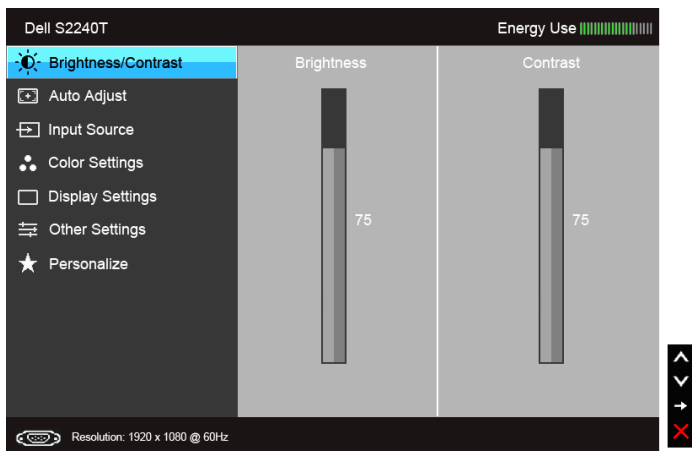 Dell S2240T
Energy Use
Brightness/Contrast
Auto Adjust
Input Source
Color Settings
Display Settings
Other Settings
Personalize
Brightness
Contrast
75
75
Resolution: 1920 x 1080 @ 60Hz